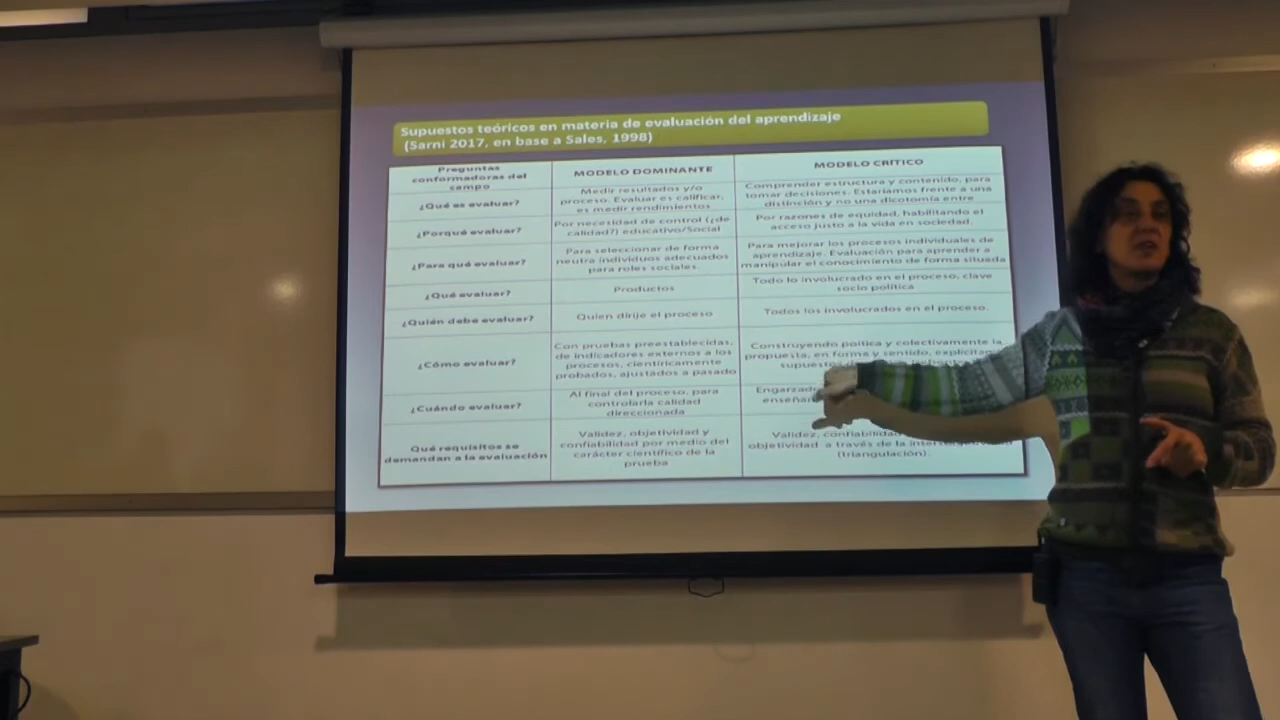 Supuestos teóricos en materia de evaluación del aprendizaje
(Sarni 2017, en base a Sales, 1998)
Preguntas
conformadoras del
campo
MODELO DOMINANTE
MODELO CRÍTICO
¿Qué es evaluar?
Medir resultados y/o
proceso. Evaluar es calificar,
es medir rendimientos
Comprender estructura y contenido, para
tomar decisiones. Estaríamos frente a una
distinción y no una dicotomía entre
¿Porqué evaluar?
Por necesidad de control (¿de
calidad?) educativo/Social
Por razones de equidad, habilitando el
acceso justo a la vida en sociedad.
¿Para qué evaluar?
Para seleccionar de forma
neutra individuos adecuados
para roles sociales.
Para mejorar los procesos individuales de
aprendizaje. Evaluación para aprender a
manipular el conocimiento de forma situada
¿Qué evaluar?
Productos
Todo lo involucrado en el proceso, clave
socio política
¿Quién debe evaluar?
Quien dirije el proceso
Todos los involucrados en el proceso.
¿Cómo evaluar?
Con pruebas preestablecidas,
de indicadores externos a los
procesos, científicamente
probados, ajustados a pasado
Construyendo política y colectivamente la
propuesta, en forma y sentido,
supuestos
¿Cuándo evaluar?
Al final del proceso, para
controlarla calidad
direccionada
Qué requisitos se
demandan a la evaluación
Validez, objetividad y
confiabilidad por medio del
carácter científico de la
prueba
Validez,
objetividad a través de la
(triangulación).